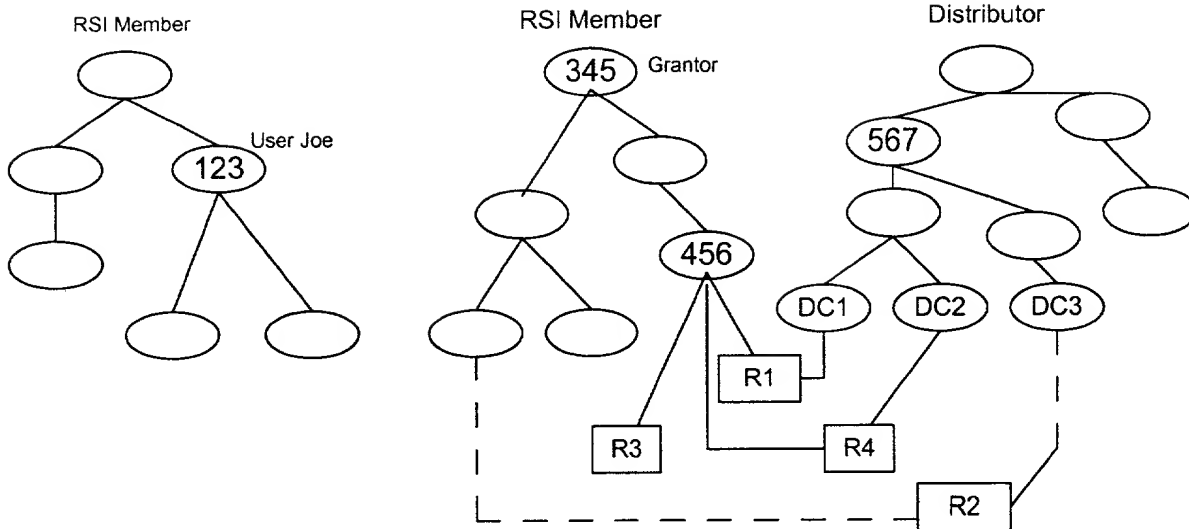 RSI Member
RSI Member
Distributor
345
Grantor
User Joe
123
567
456
DC1
DC2
DC3
R1
R3
R4
R2